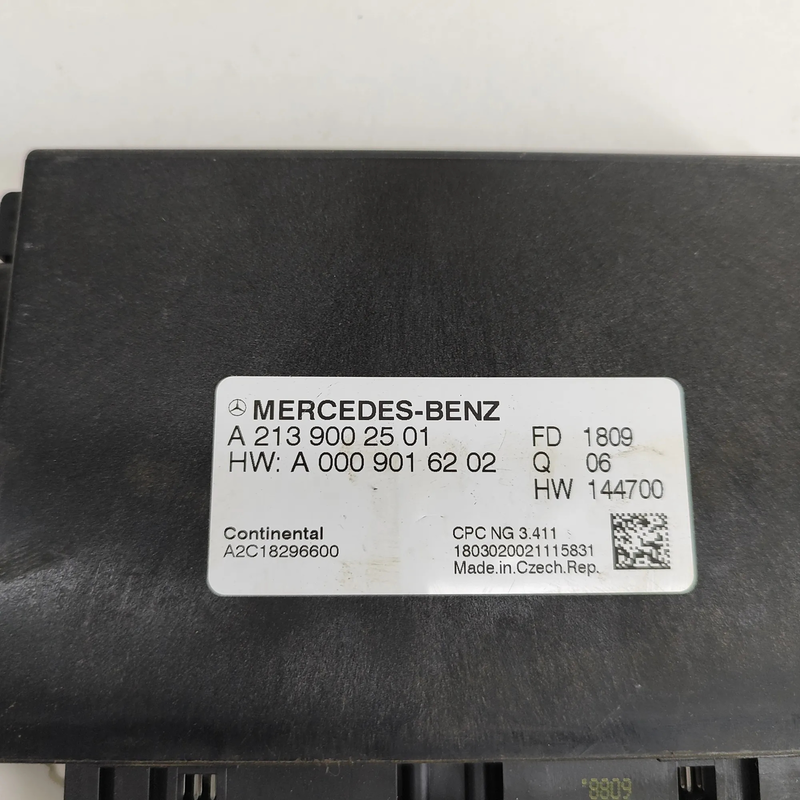 MERCEDES-BENZ
A 213 900 25 01
HW: A 000 901 62 02
FD 1809
Q 06
HW 144700
Continental
A2C18296600
CPC NG 3.411
1803020021115831
Made.in.Czech.Rep.
8809